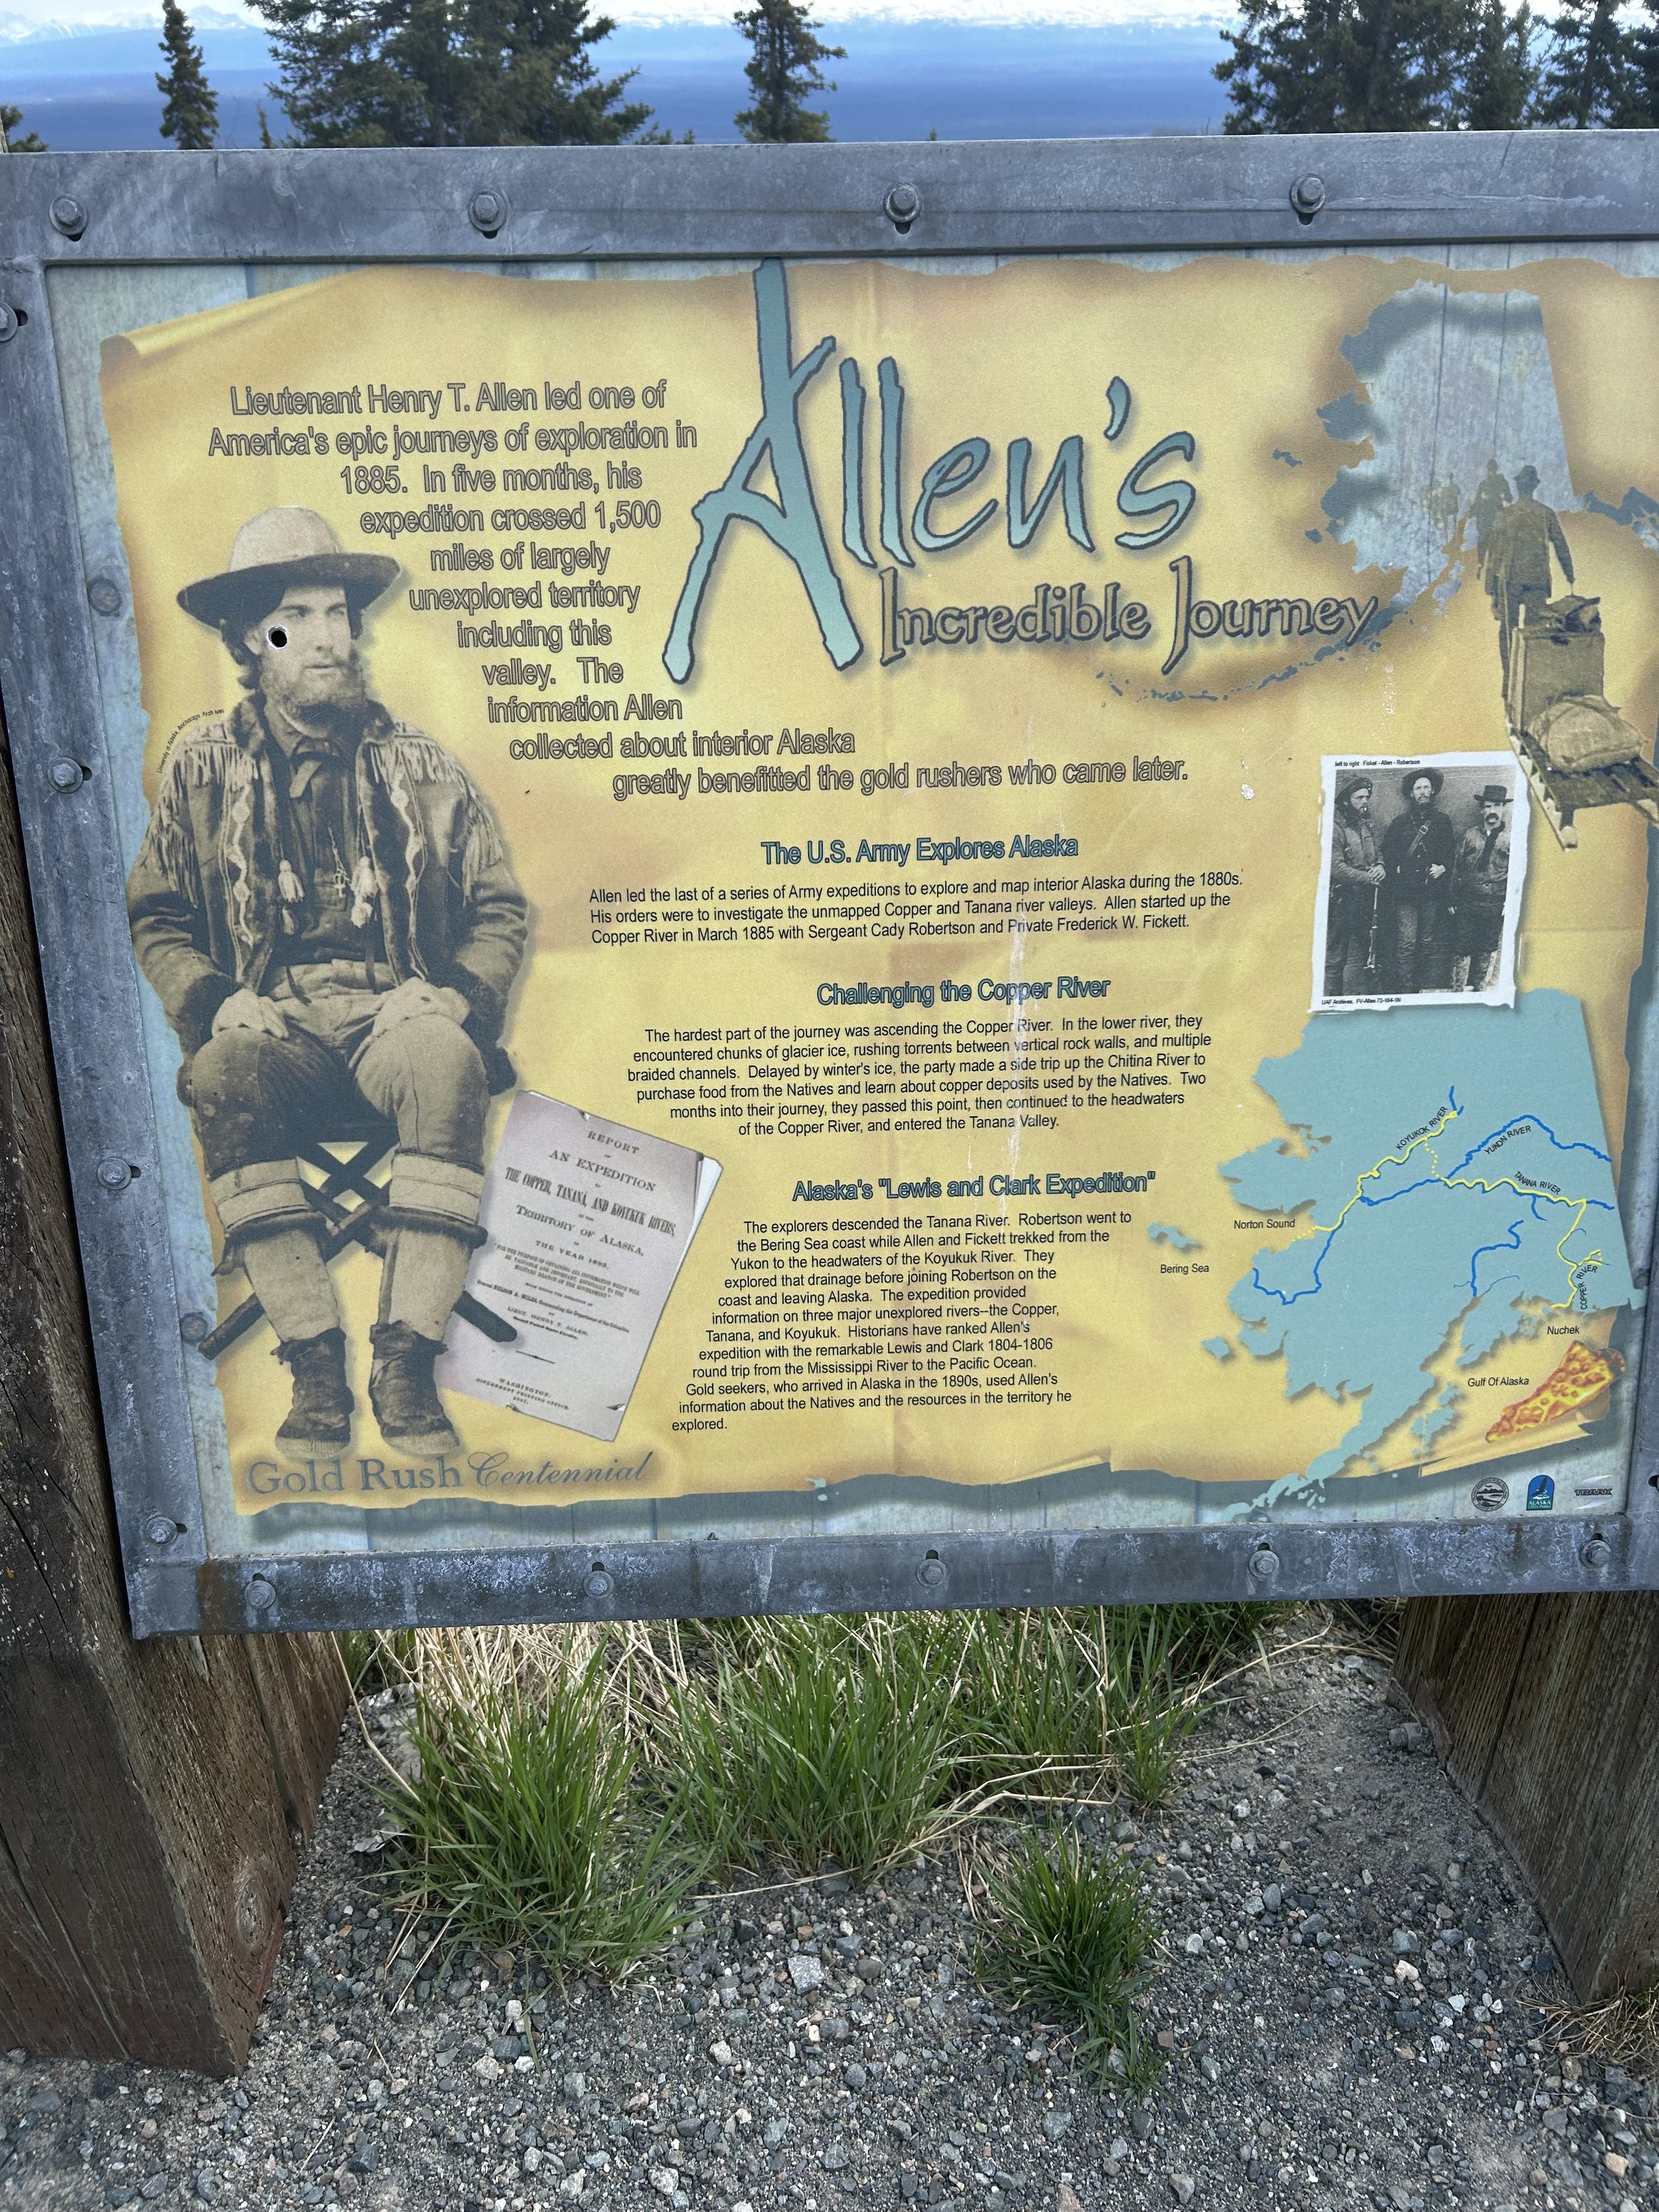 Allen's
Incredible Journey
Lieutenant Henry T. Allen led one of
America's epic journeys of exploration in
1885. In five months, his
expedition crossed 1,500
miles of largely
unexplored territory
including this
valley. The
information Allen
collected about interior Alaska
greatly benefitted the gold rushers who came later.
The U.S. Army Explores Alaska
Allen led the last of a series of Army expeditions to explore and map interior Alaska during the 1880s.
His orders were to investigate the unmapped Copper and Tanana river valleys. Allen started up the
Copper River in March 1885 with Sergeant Cady Robertson and Private Frederick W. Fickett.
Challenging the Copper River
The hardest part of the journey was ascending the Copper River. In the lower river, they
encountered chunks of glacier ice, rushing torrents between vertical rock walls, and multiple
braided channels. Delayed by winter's ice, the party made a side trip up the Chitina River to
purchase food from the Natives and learn about copper deposits used by the Natives. Two
months into their journey, they passed this point, then continued to the headwaters
of the Copper River, and entered the Tanana Valley.
Alaska's "Lewis and Clark Expedition"
The explorers descended the Tanana River. Robertson went to
the Bering Sea coast while Allen and Fickett trekked from the
Yukon to the headwaters of the Koyukuk River. They
explored that drainage before joining Robertson on the
coast and leaving Alaska. The expedition provided
information on three major unexplored rivers--the Copper,
Tanana, and Koyukuk. Historians have ranked Allen's
expedition with the remarkable Lewis and Clark 1804-1806
round trip from the Mississippi River to the Pacific Ocean.
Gold seekers, who arrived in Alaska in the 1890s, used Allen's
information about the Natives and the resources in the territory he
explored.
left to right Ficket - Allen - Robertson
UAF Archives,
KOYUKOK RIVER
YUKON RIVER
TANANA RIVER
Norton Sound
Bering Sea
COPPER RIVER
Nuchek
Gulf Of Alaska
REPORT
OF
AN EXPEDITION
TO
THE COPPER, TANANA, AND KOYUKUK RIVERS,
IN THE
TERRITORY OF ALASKA,
IN
THE YEAR 1885,
LIEUT. HENRY T. ALLEN,
WASHINGTON:
GOVERNMENT PRINTING OFFICE.
1887.
Gold Rush Centennial
ALASKA